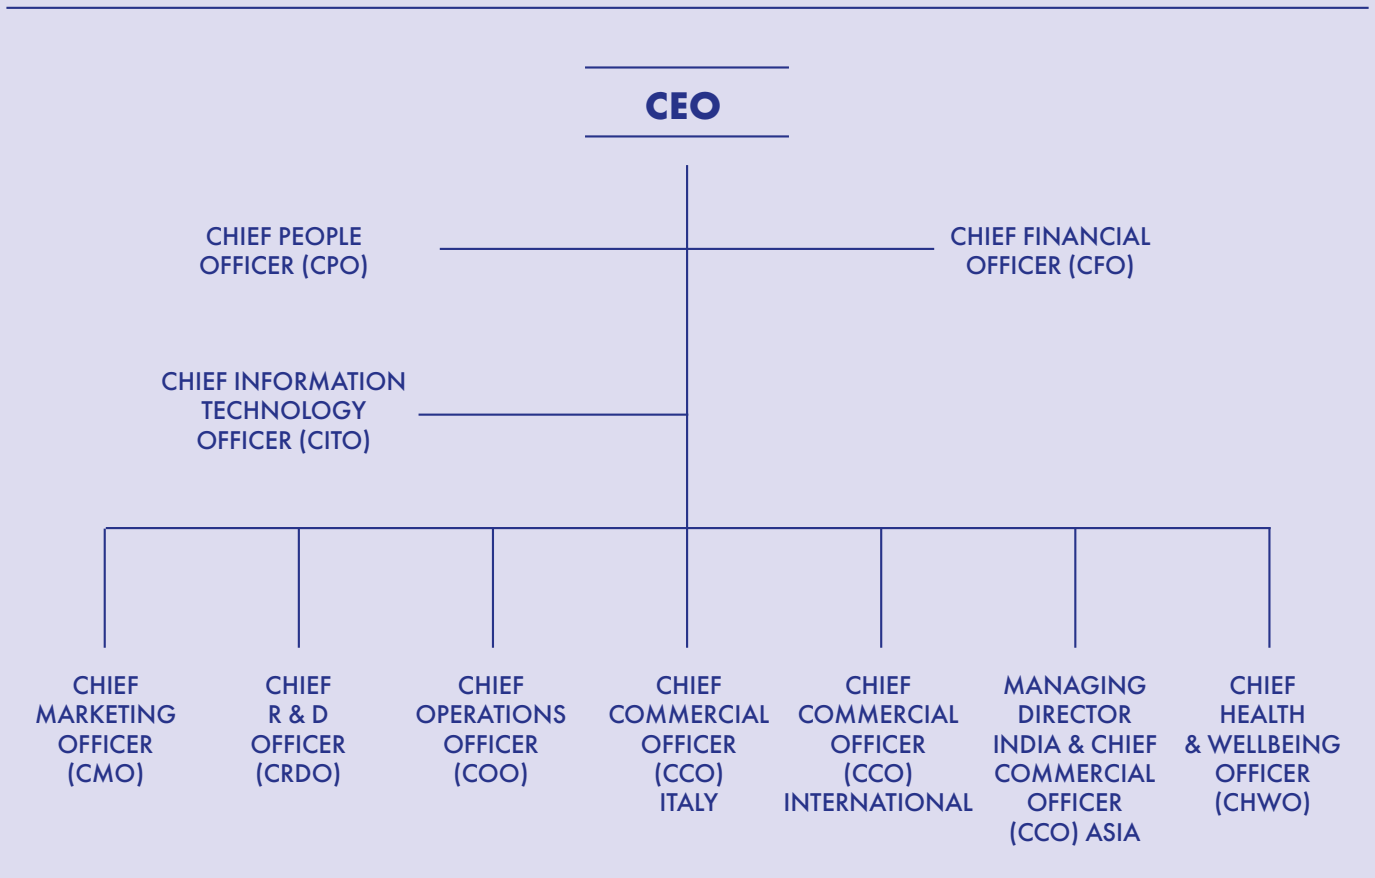 CEO
CHIEF PEOPLE
OFFICER (CPO)
CHIEF FINANCIAL
OFFICER (CFO)
CHIEF INFORMATION
TECHNOLOGY
OFFICER (CITO)
CHIEF
MARKETING
OFFICER
(CMO)
CHIEF
R & D
OFFICER
(CRDO)
CHIEF
OPERATIONS
OFFICER
(COO)
CHIEF
COMMERCIAL
OFFICER
(CCO)
ITALY
CHIEF
COMMERCIAL
OFFICER
(CCO)
INTERNATIONAL
MANAGING
DIRECTOR
INDIA & CHIEF
COMMERCIAL
OFFICER
(CCO) ASIA
CHIEF
HEALTH
& WELLBEING
OFFICER
(CHWO)